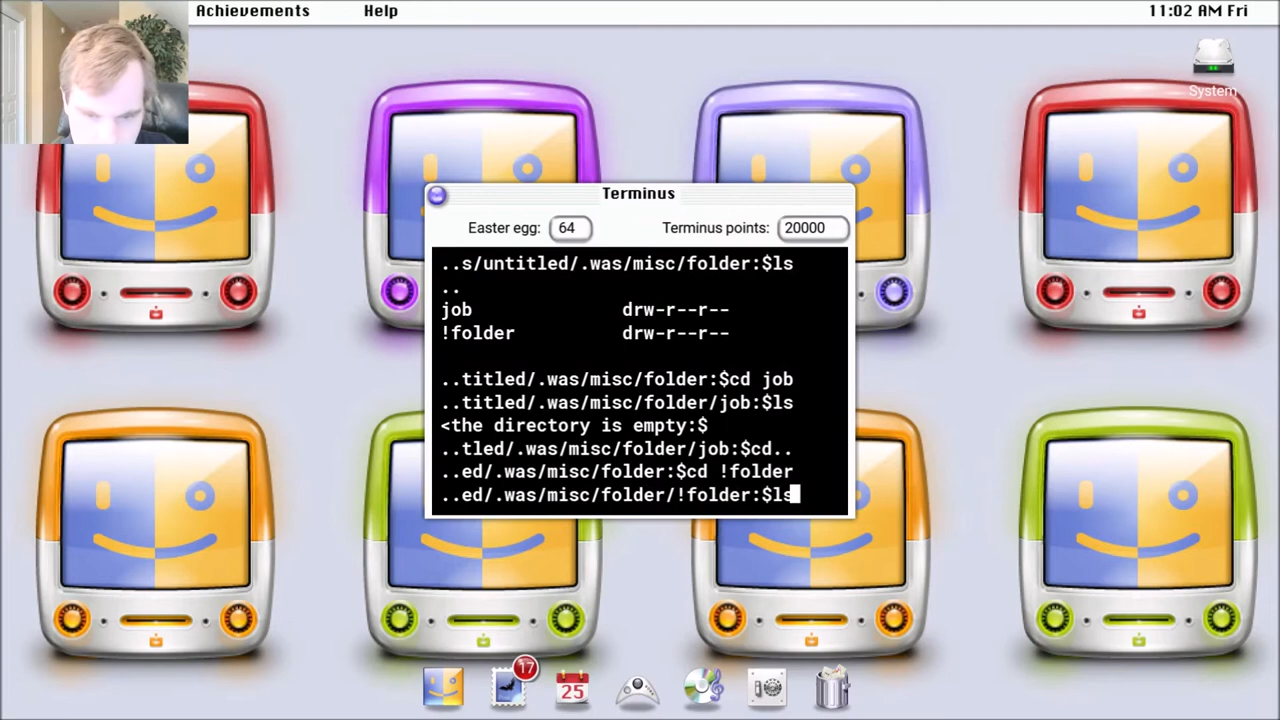 Achievements Help 11:02 AM Fri
System
Terminus
Easter egg: 64 Terminus points: 20000
..s/untitled/.was/misc/folder:$ls
..
job drw-r--r--
!folder drw-r--r--
..titled/.was/misc/folder:$cd job
..titled/.was/misc/folder/job:$ls
<the directory is empty:$
..tled/.was/misc/folder/job:$cd..
..ed/.was/misc/folder:$cd !folder
..ed/.was/misc/folder/!folder:$ls
17
25